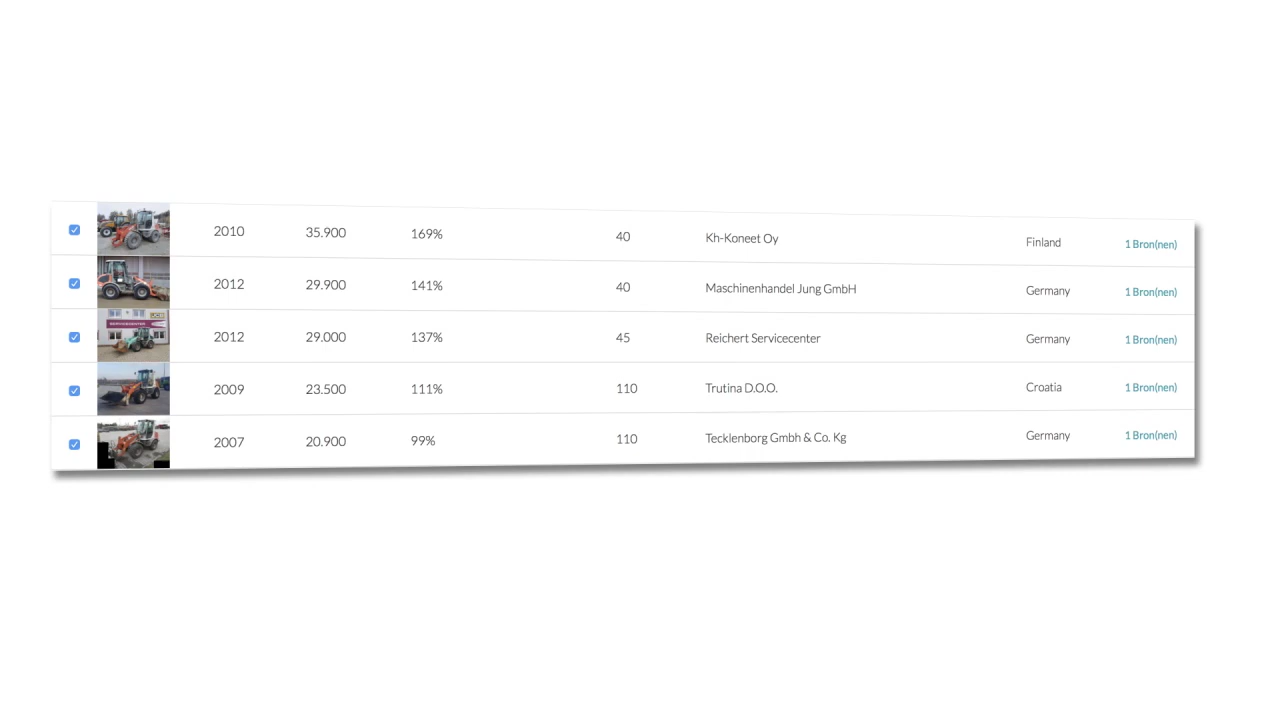 2010 35.900 169% 40 Kh-Koneet Oy Finland 1 Bron(nen)
2012 29.900 141% 40 Maschinenhandel Jung GmbH Germany 1 Bron(nen)
SERVICECENTER
2012 29.000 137% 45 Reichert Servicecenter Germany 1 Bron(nen)
2009 23.500 111% 110 Trutina D.O.O. Croatia 1 Bron(nen)
2007 20.900 99% 110 Tecklenborg Gmbh & Co. Kg Germany 1 Bron(nen)